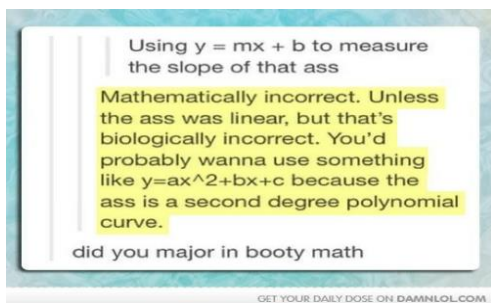 Using y = mx + b to measure
the slope of that ass
Mathematically incorrect. Unless
the ass was linear, but that's
biologically incorrect. You'd
probably wanna use something
like y=ax^2+bx+c because the
ass is a second degree polynomial
curve.
did you major in booty math
GET YOUR DAILY DOSE ON DAMNLOL.COM